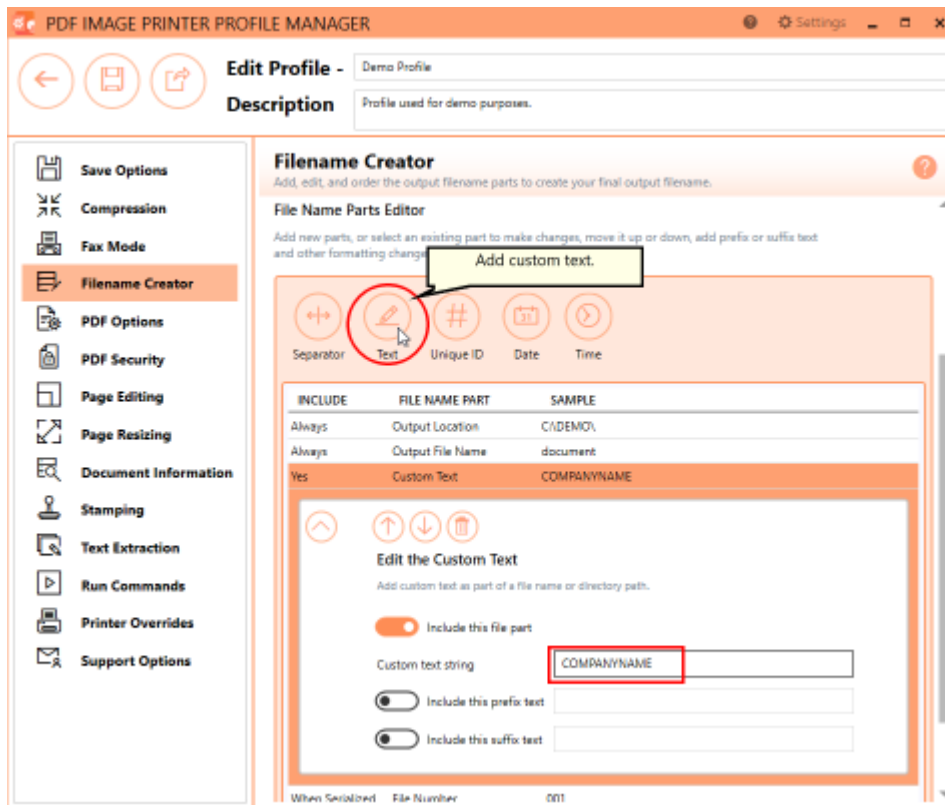 PDF IMAGE PRINTER PROFILE MANAGER
Settings
Edit Profile - Demo Profile
Description Profile used for demo purposes.
Save Options
Compression
Fax Mode
Filename Creator
PDF Options
PDF Security
Page Editing
Page Resizing
Document Information
Stamping
Text Extraction
Run Commands
Printer Overrides
Support Options
Filename Creator
Add, edit, and order the output filename parts to create your final output filename.
File Name Parts Editor
Add new parts, or select an existing part to make changes, move it up or down, add prefix or suffix text
and other formatting change
Add custom text.
Separator Text Unique ID Date Time
INCLUDE FILE NAME PART SAMPLE
Always Output Location C:\DEMO\
Always Output File Name document
Yes Custom Text COMPANYNAME
Edit the Custom Text
Add custom text as part of a file name or directory path.
Include this file part
Custom text string COMPANYNAME
Include this prefix text
Include this suffix text
When Serialized File Number 001